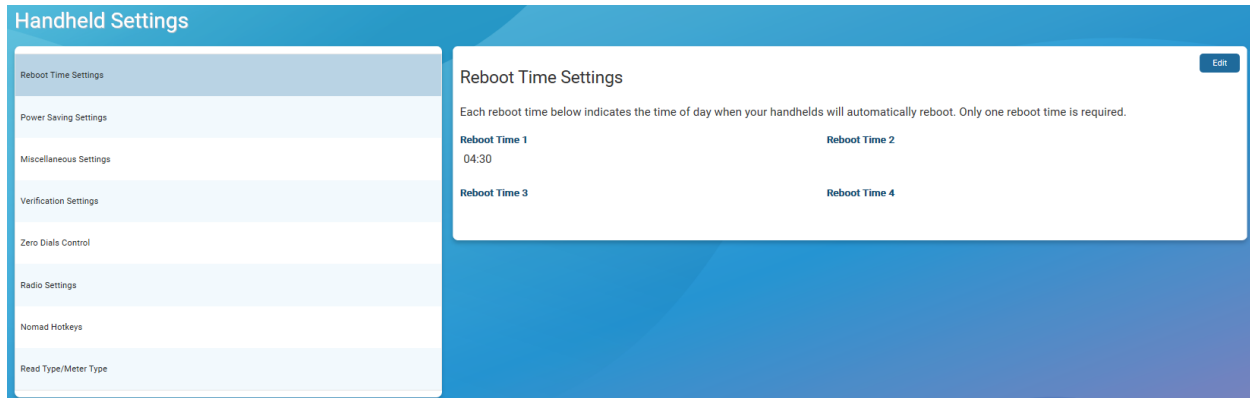 Handheld Settings
Reboot Time Settings
Power Saving Settings
Miscellaneous Settings
Verification Settings
Zero Dials Control
Radio Settings
Nomad Hotkeys
Read Type/Meter Type
Reboot Time Settings
Edit
Each reboot time below indicates the time of day when your handhelds will automatically reboot. Only one reboot time is required.
Reboot Time 1
04:30
Reboot Time 2
Reboot Time 3
Reboot Time 4